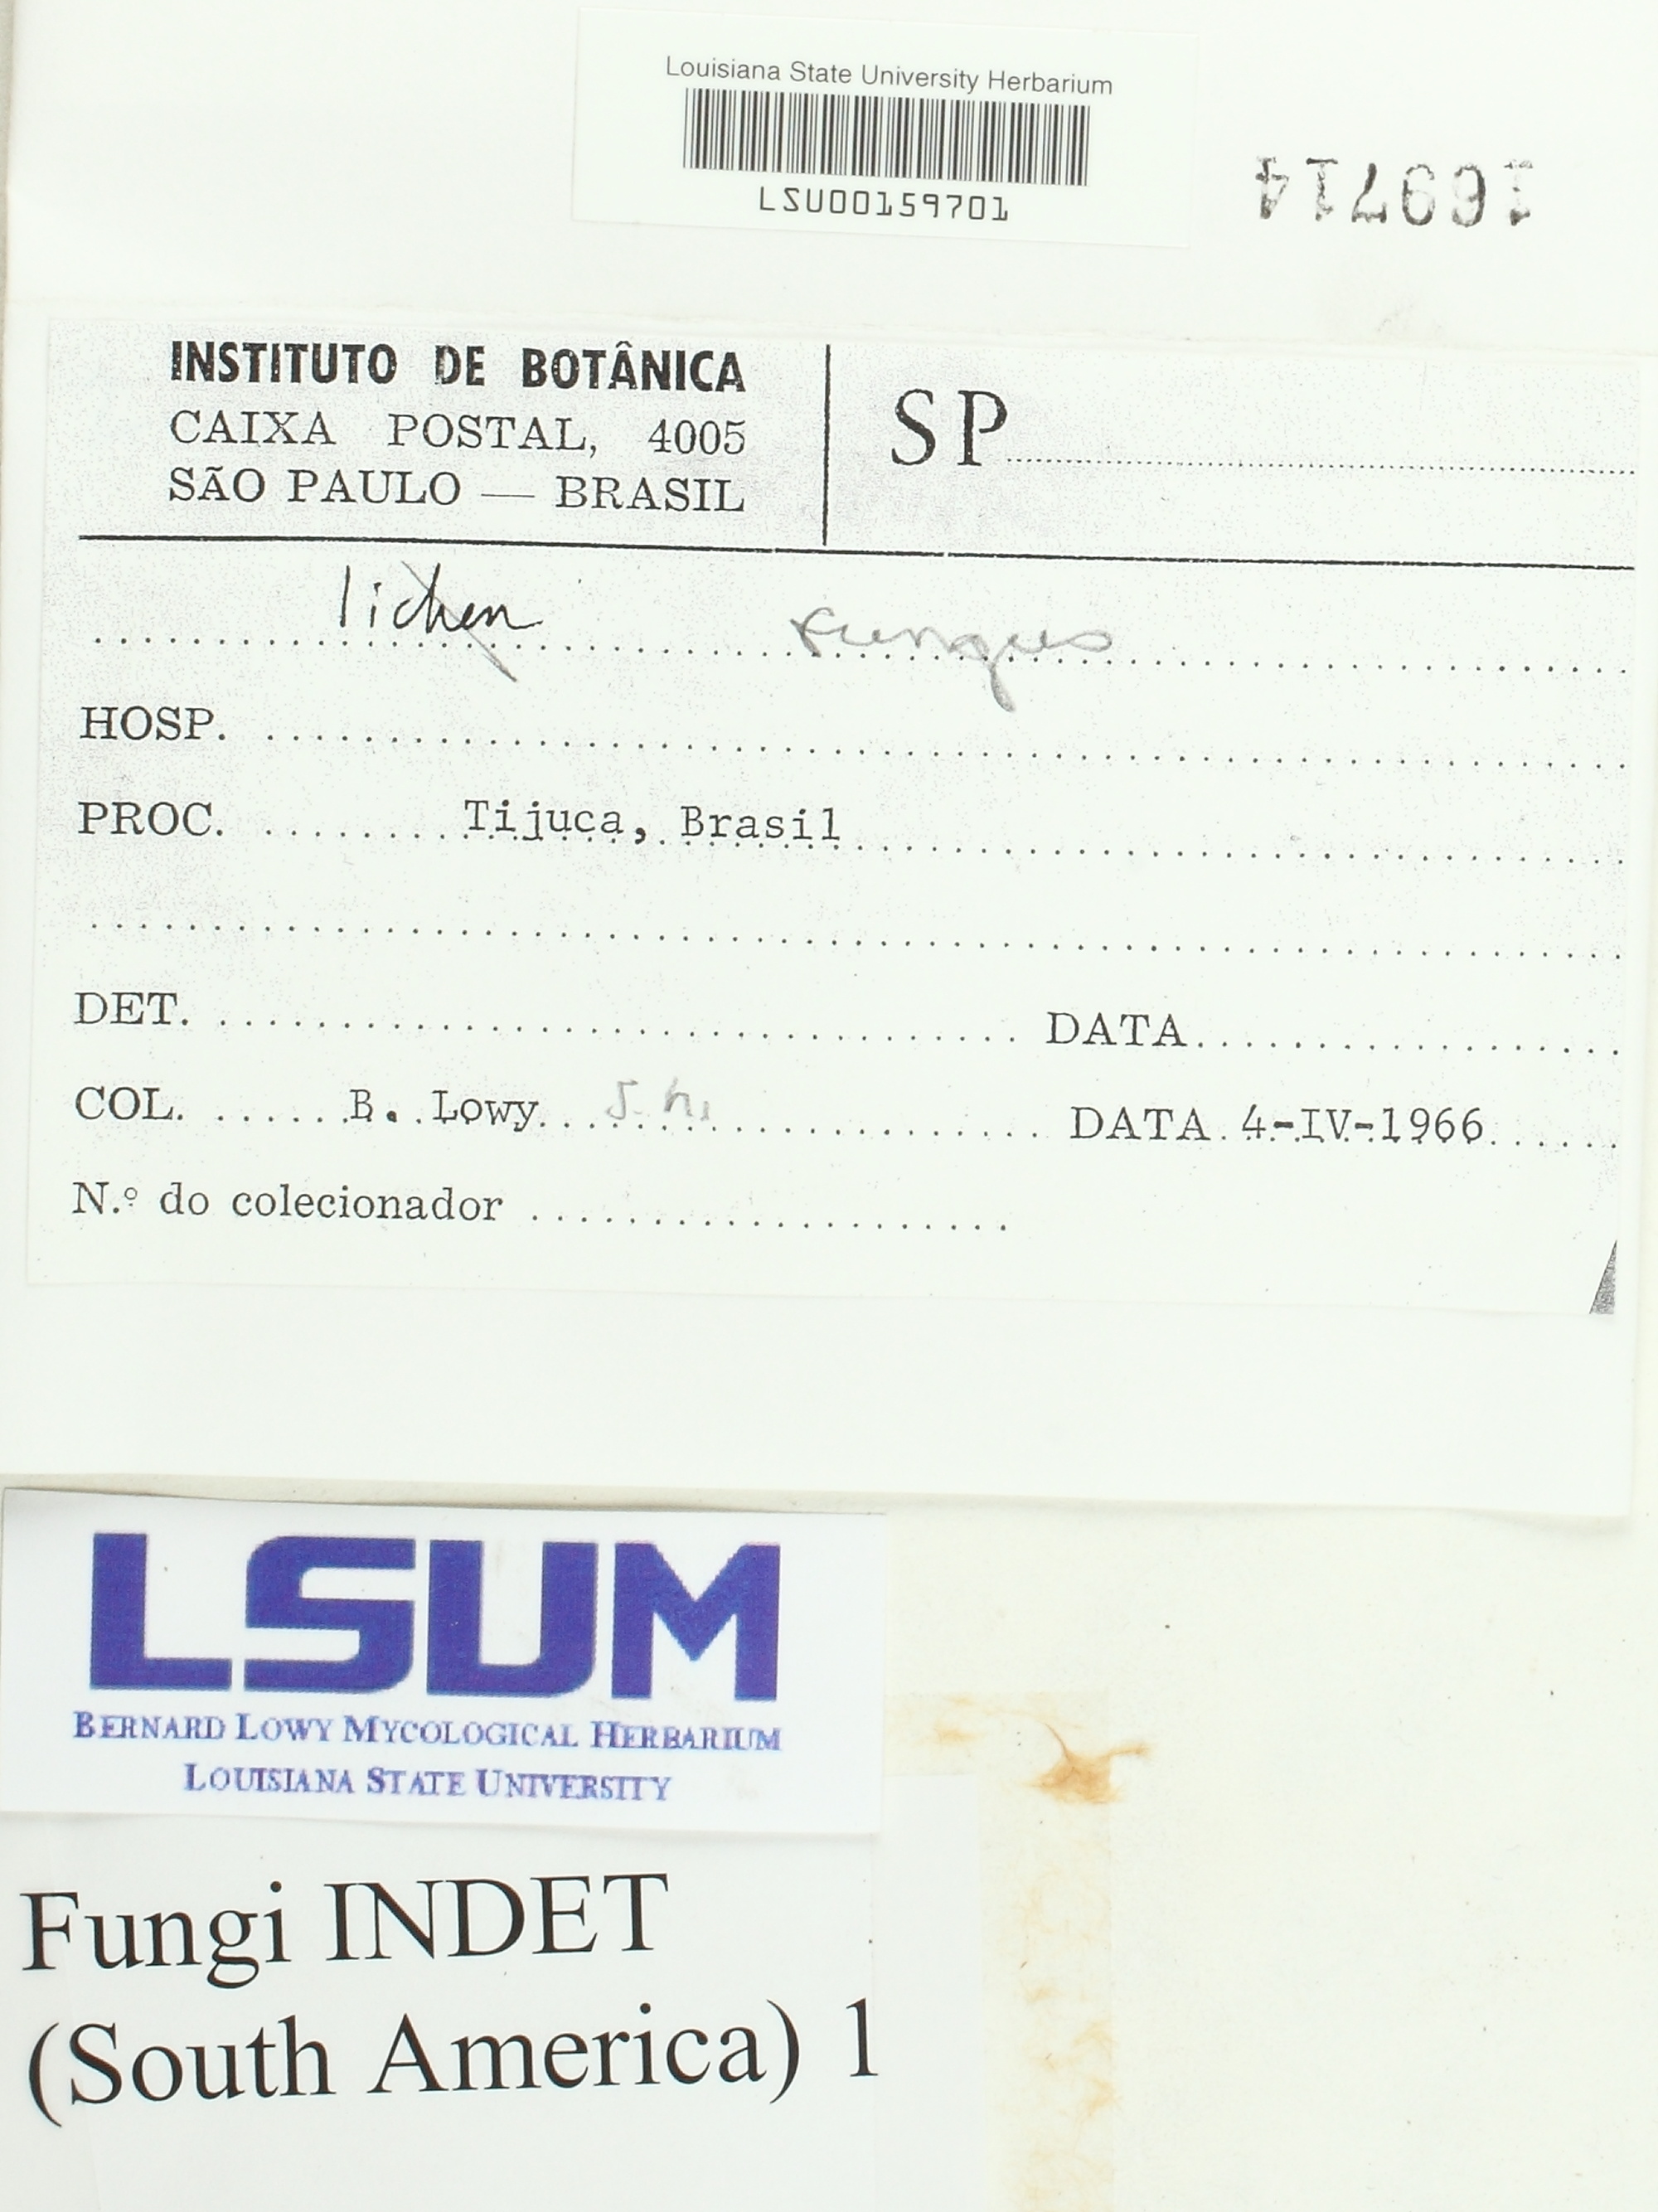 Louisiana State University Herbarium
LSU00159701
169714
INSTITUTO DE BOTÂNICA
CAIXA POSTAL, 4005
SÃO PAULO — BRASIL
SP
lichen fungus
HOSP.
PROC. Tijuca, Brasil
DET. DATA
COL. B. Lowy s.n. DATA 4-IV-1966
N.º do colecionador
LSUM
BERNARD LOWY MYCOLOGICAL HERBARIUM
LOUISIANA STATE UNIVERSITY
Fungi INDET
(South America) 1